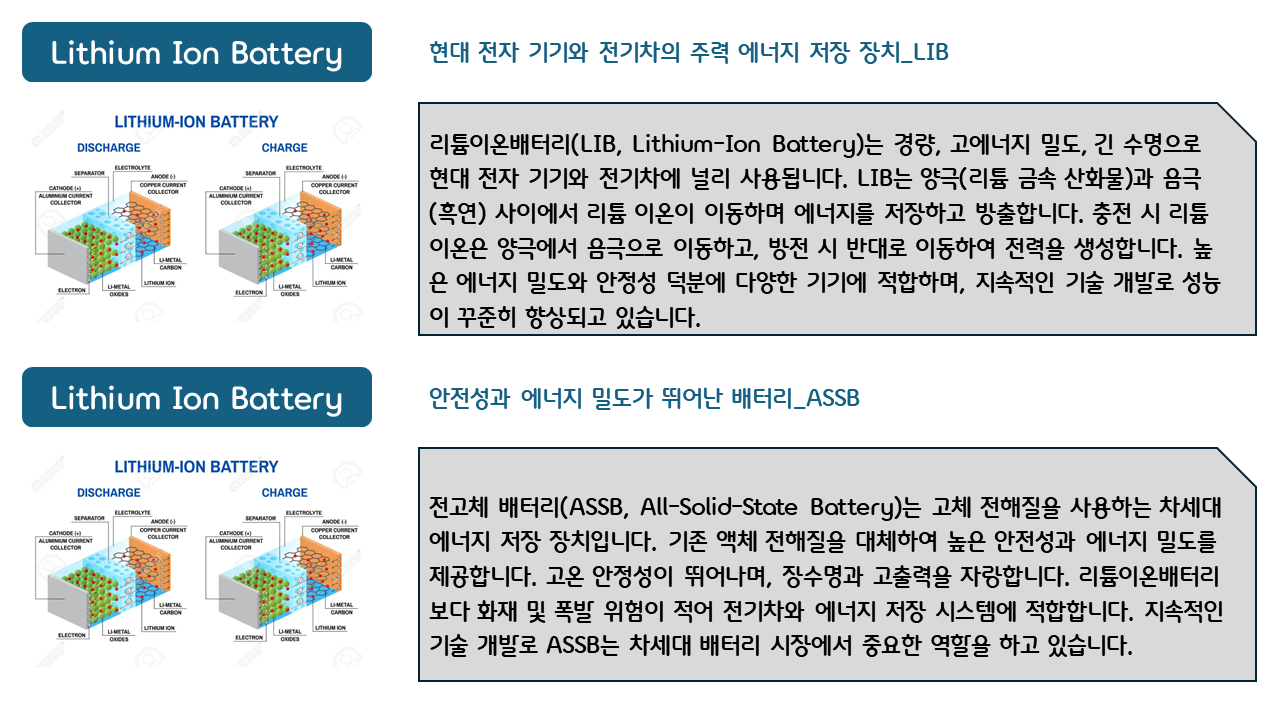 Lithium Ion Battery
현대 전자 기기와 전기차의 주력 에너지 저장 장치_LIB
LITHIUM-ION BATTERY
DISCHARGE
CHARGE
ELECTROLYTE
SEPARATOR
ANODE (-)
COPPER CURRENT
COLLECTOR
CATHODE (+)
ALUMINIUM CURRENT
COLLECTOR
LI-METAL
CARBON
LITHIUM ION
LI-METAL
OXIDES
ELECTRON
ELECTROLYTE
SEPARATOR
ANODE (-)
COPPER CURRENT
COLLECTOR
CATHODE (+)
ALUMINIUM CURRENT
COLLECTOR
LI-METAL
CARBON
LITHIUM ION
LI-METAL
OXIDES
ELECTRON
리튬이온배터리(LIB, Lithium-Ion Battery)는 경량, 고에너지 밀도, 긴 수명으로
현대 전자 기기와 전기차에 널리 사용됩니다. LIB는 양극(리튬 금속 산화물)과 음극
(흑연) 사이에서 리튬 이온이 이동하며 에너지를 저장하고 방출합니다. 충전 시 리튬
이온은 양극에서 음극으로 이동하고, 방전 시 반대로 이동하여 전력을 생성합니다. 높
은 에너지 밀도와 안정성 덕분에 다양한 기기에 적합하며, 지속적인 기술 개발로 성능
이 꾸준히 향상되고 있습니다.
Lithium Ion Battery
안전성과 에너지 밀도가 뛰어난 배터리_ASSB
LITHIUM-ION BATTERY
DISCHARGE
CHARGE
ELECTROLYTE
SEPARATOR
ANODE (-)
COPPER CURRENT
COLLECTOR
CATHODE (+)
ALUMINIUM CURRENT
COLLECTOR
LI-METAL
CARBON
LITHIUM ION
LI-METAL
OXIDES
ELECTRON
ELECTROLYTE
SEPARATOR
ANODE (-)
COPPER CURRENT
COLLECTOR
CATHODE (+)
ALUMINIUM CURRENT
COLLECTOR
LI-METAL
CARBON
LITHIUM ION
LI-METAL
OXIDES
ELECTRON
전고체 배터리(ASSB, All-Solid-State Battery)는 고체 전해질을 사용하는 차세대
에너지 저장 장치입니다. 기존 액체 전해질을 대체하여 높은 안전성과 에너지 밀도를
제공합니다. 고온 안정성이 뛰어나며, 장수명과 고출력을 자랑합니다. 리튬이온배터리
보다 화재 및 폭발 위험이 적어 전기차와 에너지 저장 시스템에 적합합니다. 지속적인
기술 개발로 ASSB는 차세대 배터리 시장에서 중요한 역할을 하고 있습니다.